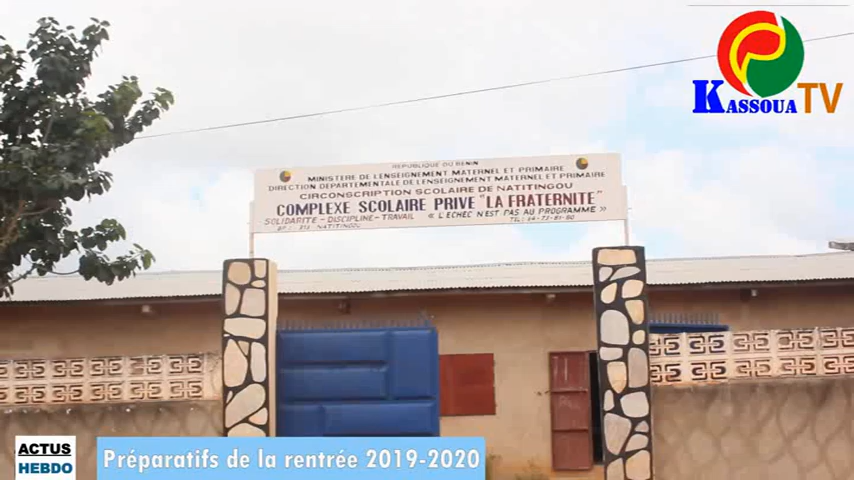 KASSOUA TV
REPUBLIQUE DU BENIN
MINISTERE DE L'ENSEIGNEMENT MATERNEL ET PRIMAIRE
DIRECTION DEPARTEMENTALE DE L'ENSEIGNEMENT MATERNEL ET PRIMAIRE
CIRCONSCRIPTION SCOLAIRE DE NATITINGOU
COMPLEXE SCOLAIRE PRIVE "LA FRATERNITE"
SOLIDARITE - DISCIPLINE - TRAVAIL « L'ECHEC N'EST PAS AU PROGRAMME »
NATITINGOU
ACTUS
HEBDO
Préparatifs de la rentrée 2019-2020